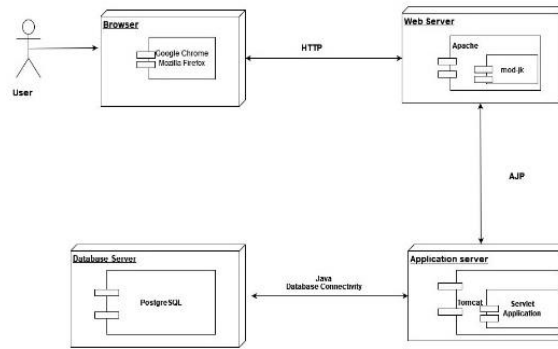 Browser
Google Chrome
Mozilla Firefox
User
HTTP
Web Server
Apache
mod-jk
AJP
Database Server
PostgreSQL
Java
Database Connectivity
Application server
Tomcat
Servlet
Application